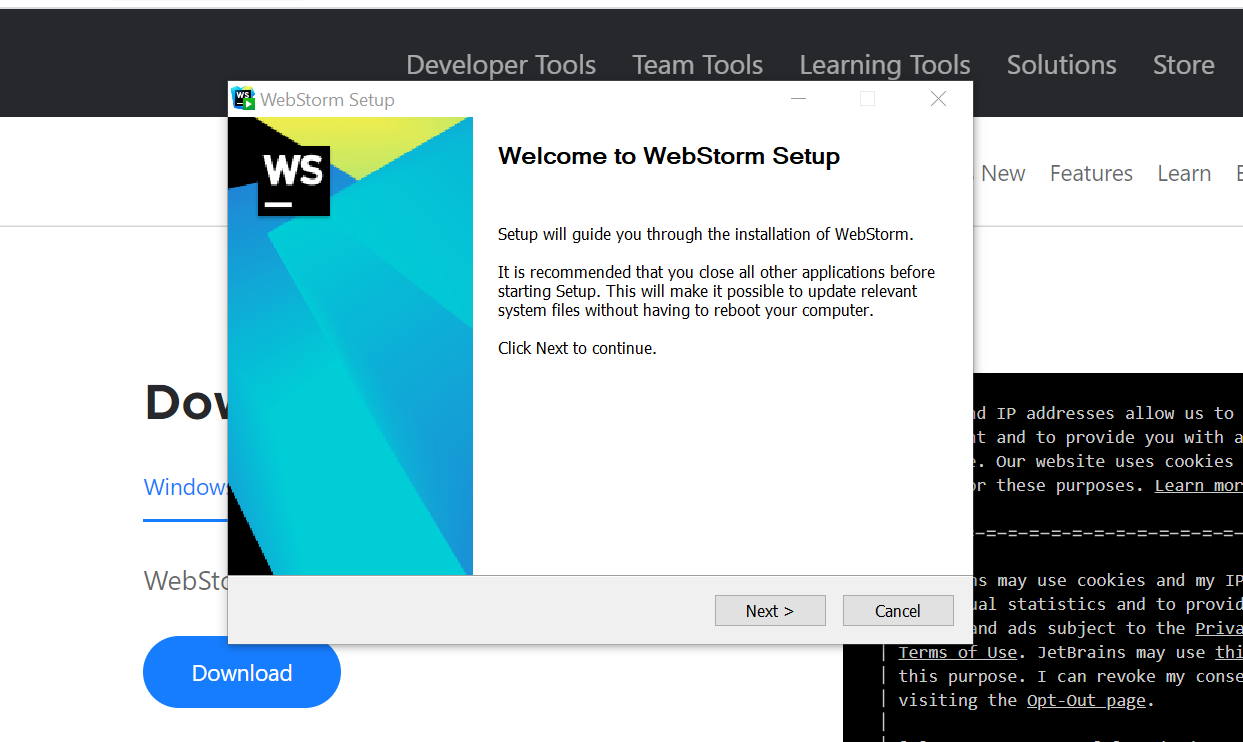 Developer Tools Team Tools Learning Tools Solutions Store
WebStorm Setup
WS
Welcome to WebStorm Setup
New Features Learn
Setup will guide you through the installation of WebStorm.
It is recommended that you close all other applications before
starting Setup. This will make it possible to update relevant
system files without having to reboot your computer.
Click Next to continue.
Next > Cancel
Dow
Windows
WebSto
Download
nd IP addresses allow us to
nt and to provide you with a
e. Our website uses cookies
or these purposes. Learn mor
-=-=-=-=-=-=-=-=-=-=-=-=-
ns may use cookies and my IP
ual statistics and to provid
and ads subject to the Priva
| Terms of Use. JetBrains may use thi
| this purpose. I can revoke my conse
| visiting the Opt-Out page.
|